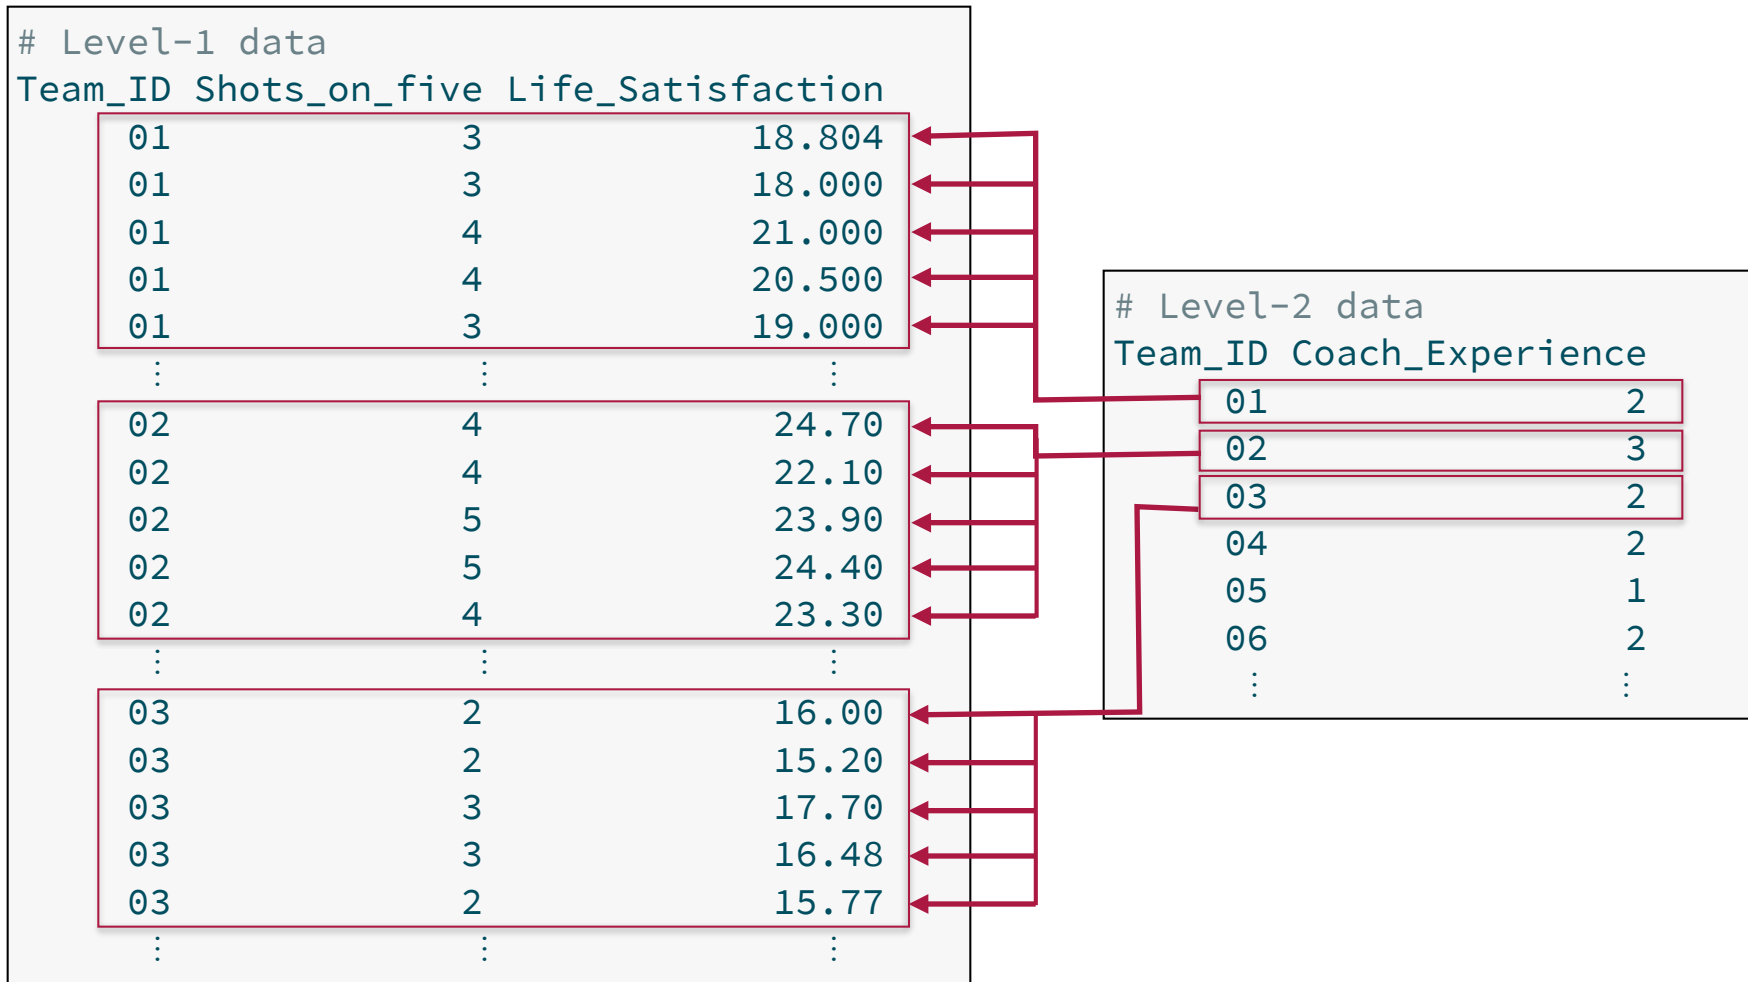 # Level-1 data
Team_ID Shots_on_five Life_Satisfaction
01 3 18.804
01 3 18.000
01 4 21.000
01 4 20.500
01 3 19.000
⋮ ⋮ ⋮
02 4 24.70
02 4 22.10
02 5 23.90
02 5 24.40
02 4 23.30
⋮ ⋮ ⋮
03 2 16.00
03 2 15.20
03 3 17.70
03 3 16.48
03 2 15.77
⋮ ⋮ ⋮
# Level-2 data
Team_ID Coach_Experience
01 2
02 3
03 2
04 2
05 1
06 2
⋮ ⋮